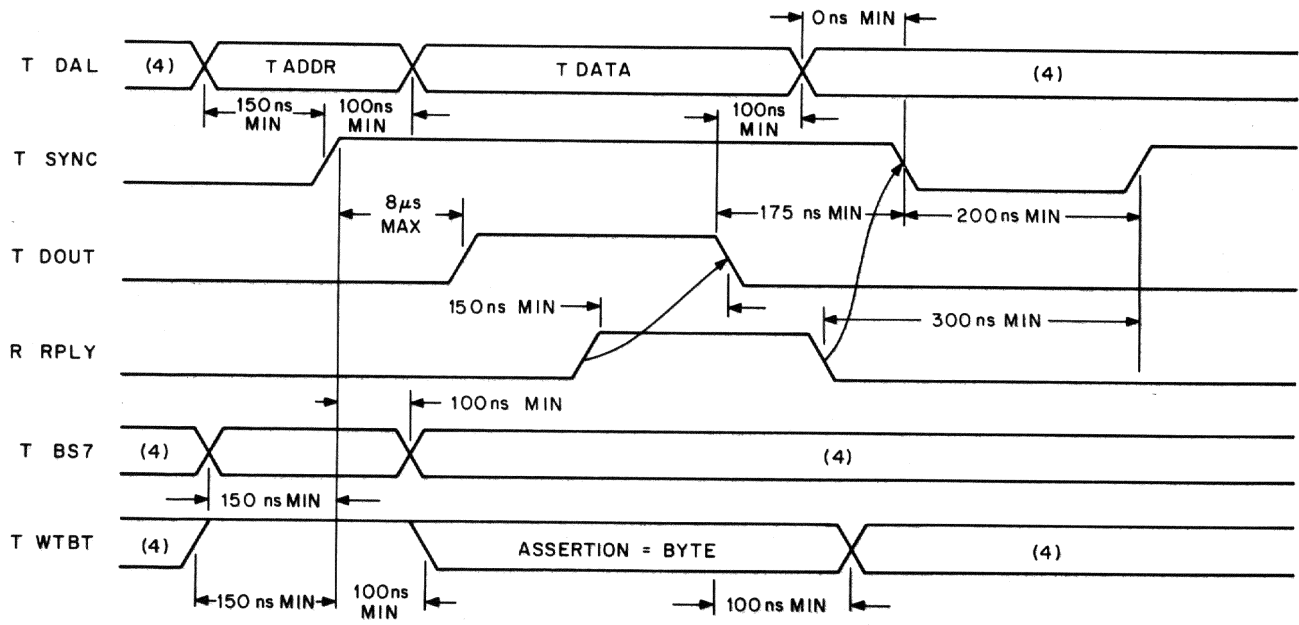 0ns MIN
T DAL (4) T ADDR T DATA (4)
150ns MIN 100ns MIN 100ns MIN
T SYNC
8μs MAX 175 ns MIN 200ns MIN
T DOUT
150ns MIN 300ns MIN
R RPLY
100ns MIN
T BS7 (4) (4)
150 ns MIN
T WTBT (4) ASSERTION = BYTE (4)
150 ns MIN 100ns MIN 100ns MIN